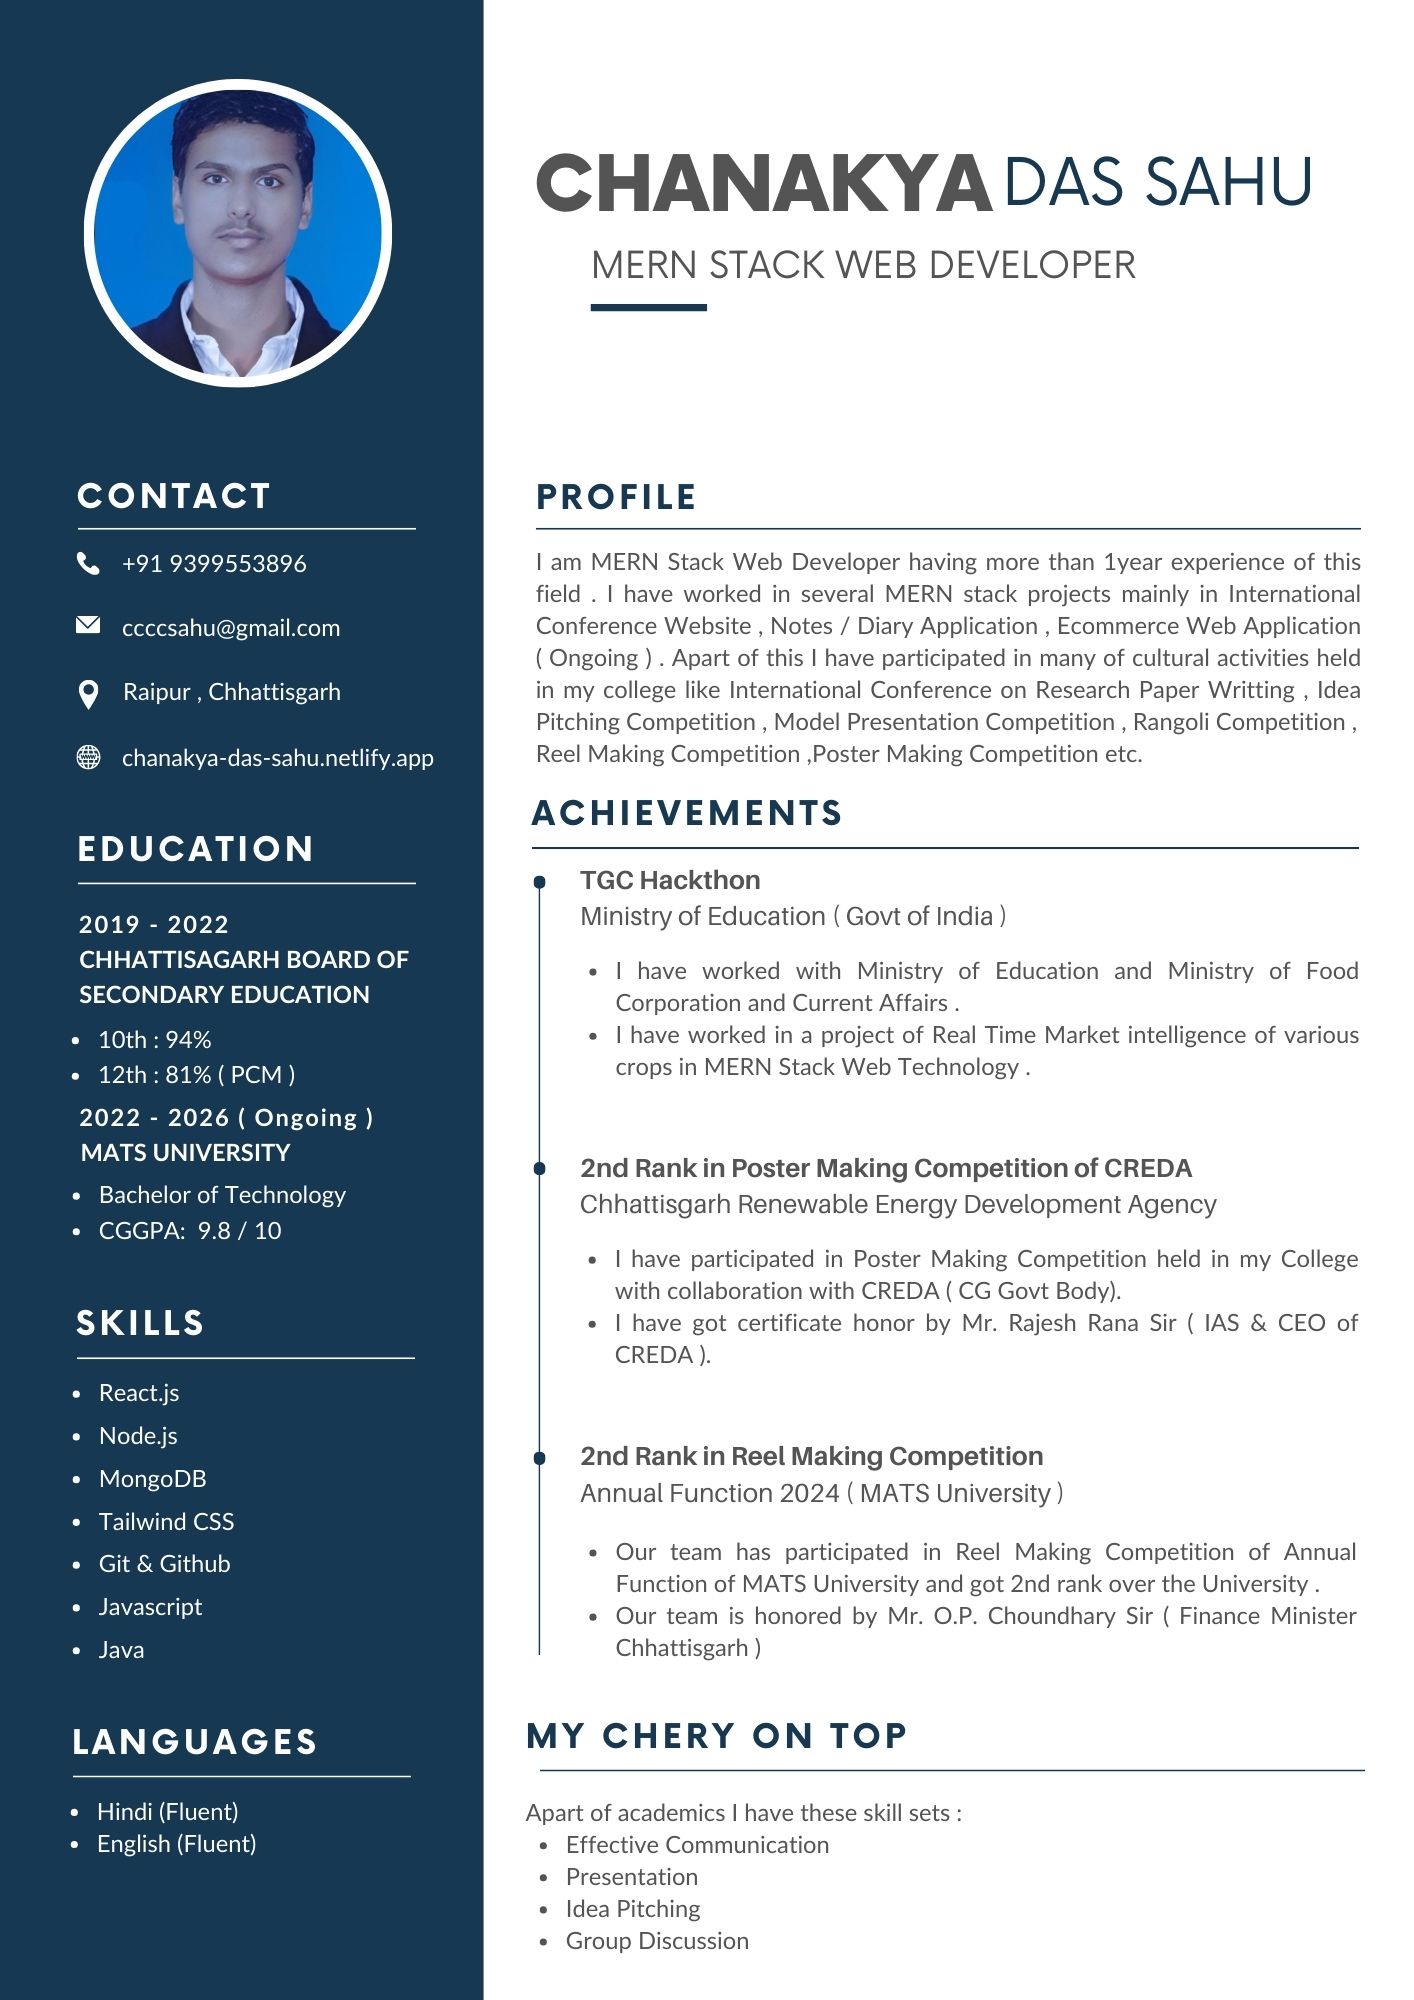 CHANAKYA DAS SAHU
MERN STACK WEB DEVELOPER
CONTACT
+91 9399553896
ccccsahu@gmail.com
Raipur , Chhattisgarh
chanakya-das-sahu.netlify.app
EDUCATION
2019 - 2022
CHHATTISAGARH BOARD OF
SECONDARY EDUCATION
• 10th : 94%
• 12th : 81% ( PCM )
2022 - 2026 ( Ongoing )
MATS UNIVERSITY
• Bachelor of Technology
• CGGPA: 9.8 / 10
SKILLS
• React.js
• Node.js
• MongoDB
• Tailwind CSS
• Git & Github
• Javascript
• Java
LANGUAGES
• Hindi (Fluent)
• English (Fluent)
PROFILE
I am MERN Stack Web Developer having more than 1year experience of this
field . I have worked in several MERN stack projects mainly in International
Conference Website , Notes / Diary Application , Ecommerce Web Application
( Ongoing ) . Apart of this I have participated in many of cultural activities held
in my college like International Conference on Research Paper Writting , Idea
Pitching Competition , Model Presentation Competition , Rangoli Competition ,
Reel Making Competition ,Poster Making Competition etc.
ACHIEVEMENTS
TGC Hackthon
Ministry of Education ( Govt of India )
• I have worked with Ministry of Education and Ministry of Food
Corporation and Current Affairs .
• I have worked in a project of Real Time Market intelligence of various
crops in MERN Stack Web Technology .
2nd Rank in Poster Making Competition of CREDA
Chhattisgarh Renewable Energy Development Agency
• I have participated in Poster Making Competition held in my College
with collaboration with CREDA ( CG Govt Body).
• I have got certificate honor by Mr. Rajesh Rana Sir ( IAS & CEO of
CREDA ).
2nd Rank in Reel Making Competition
Annual Function 2024 ( MATS University )
• Our team has participated in Reel Making Competition of Annual
Function of MATS University and got 2nd rank over the University .
• Our team is honored by Mr. O.P. Choundhary Sir ( Finance Minister
Chhattisgarh )
MY CHERY ON TOP
Apart of academics I have these skill sets :
• Effective Communication
• Presentation
• Idea Pitching
• Group Discussion